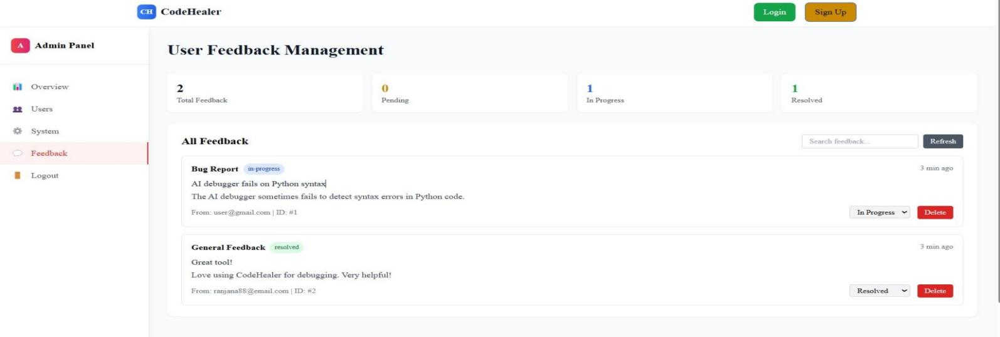 CH CodeHealer Login Sign Up
A Admin Panel
Overview
Users
System
Feedback
Logout
User Feedback Management
2
Total Feedback
0
Pending
1
In Progress
1
Resolved
All Feedback Search feedback... Refresh
Bug Report in-progress 3 min ago
AI debugger fails on Python syntax
The AI debugger sometimes fails to detect syntax errors in Python code.
From: user@gmail.com | ID: #1 In Progress Delete
General Feedback resolved 3 min ago
Great tool!
Love using CodeHealer for debugging. Very helpful!
From: ranjana88@email.com | ID: #2 Resolved Delete